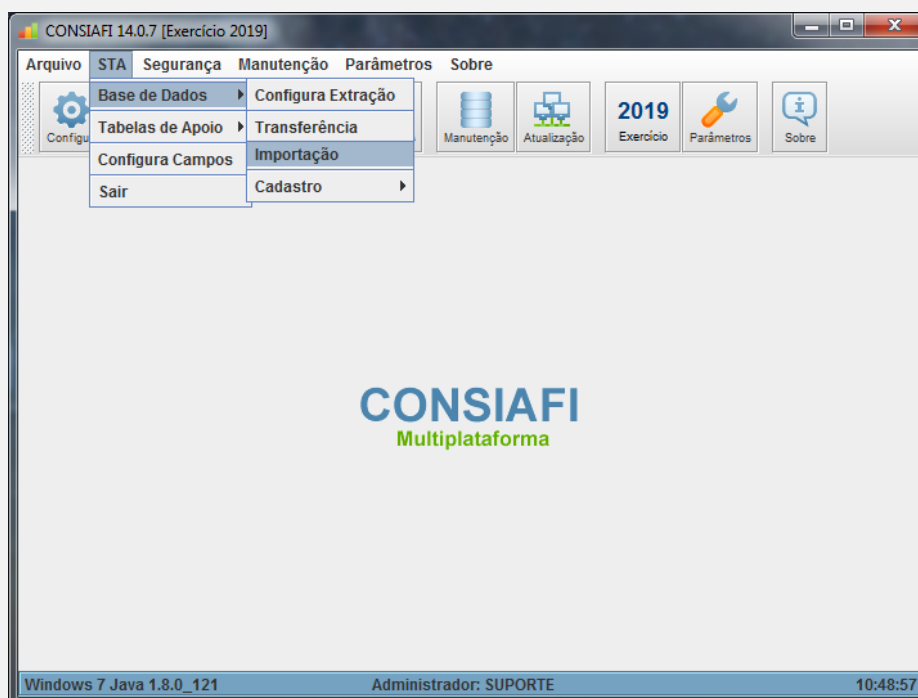 CONSIAFI 14.0.7 [Exercício 2019]
Arquivo STA Segurança Manutenção Parâmetros Sobre
Base de Dados
Configura Extração
Tabelas de Apoio
Transferência
Configura Campos
Importação
Sair
Cadastro
Manutenção Atualização
2019
Exercício
Parâmetros
Sobre
CONSIAFI
Multiplataforma
Windows 7 Java 1.8.0_121 Administrador: SUPORTE 10:48:57